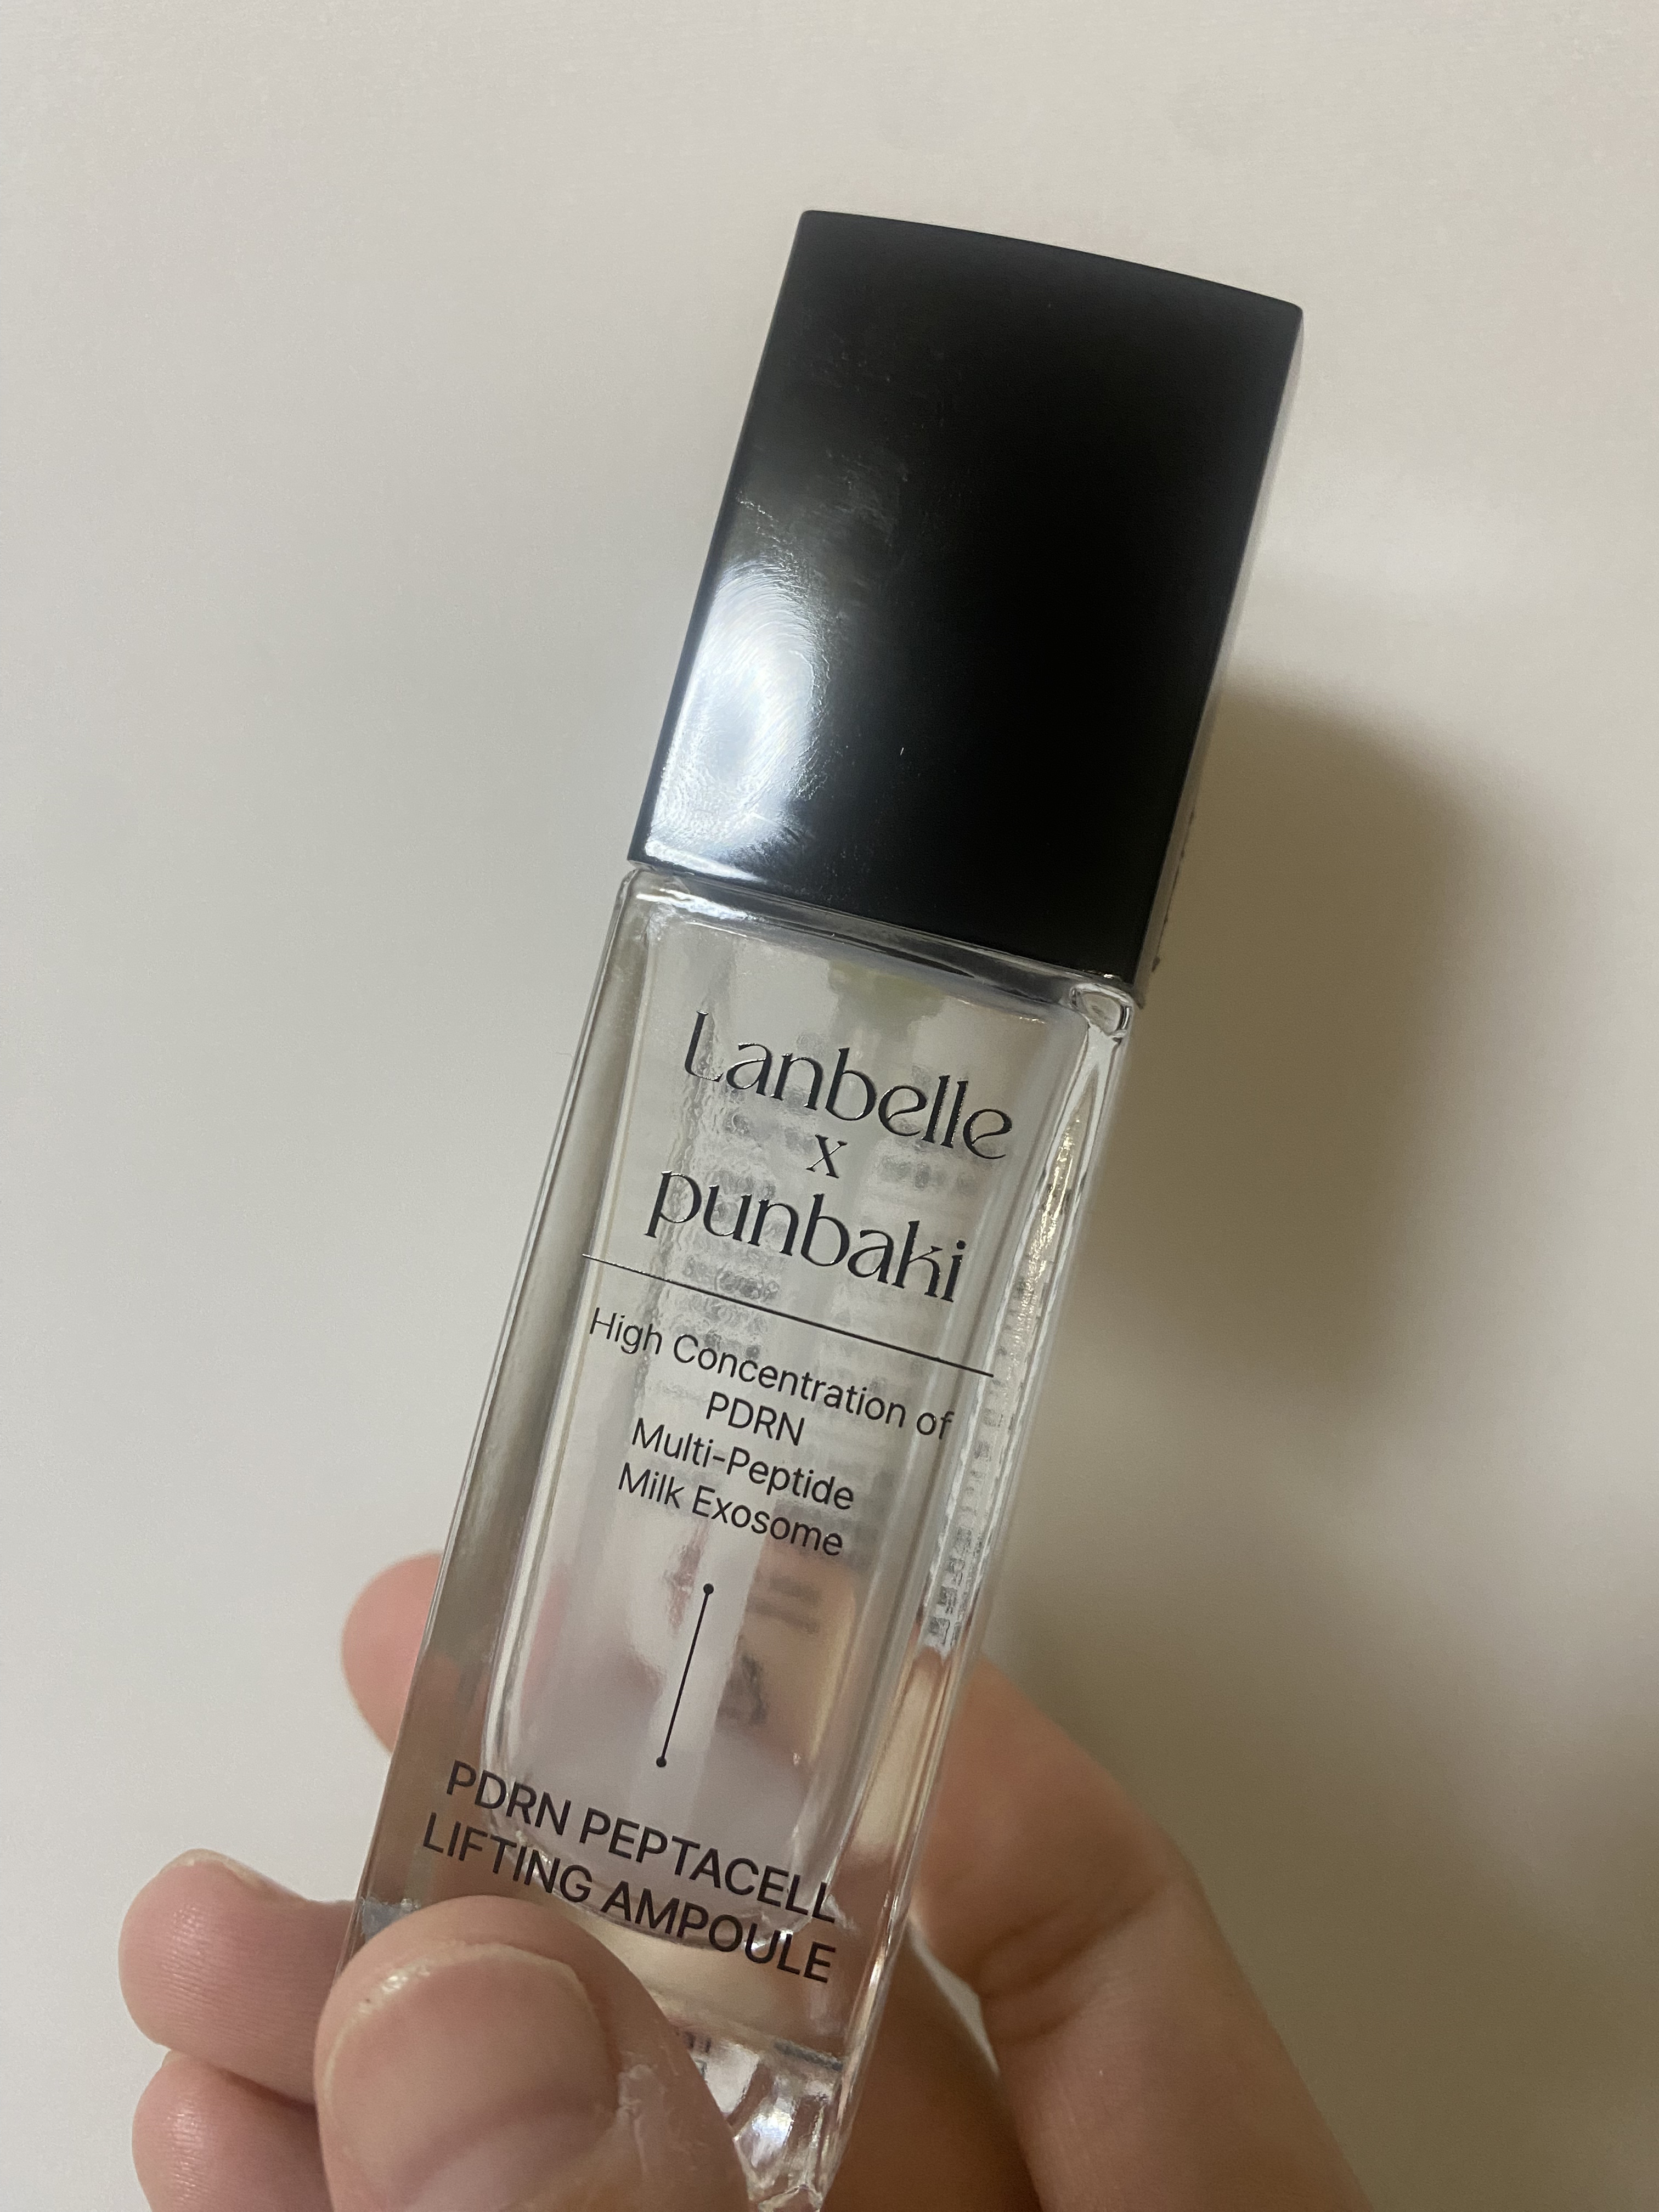 Lanbelle
x
punbaki
High Concentration of
PDRN
Multi-Peptide
Milk Exosome
PDRN PEPTACELL
LIFTING AMPOULE